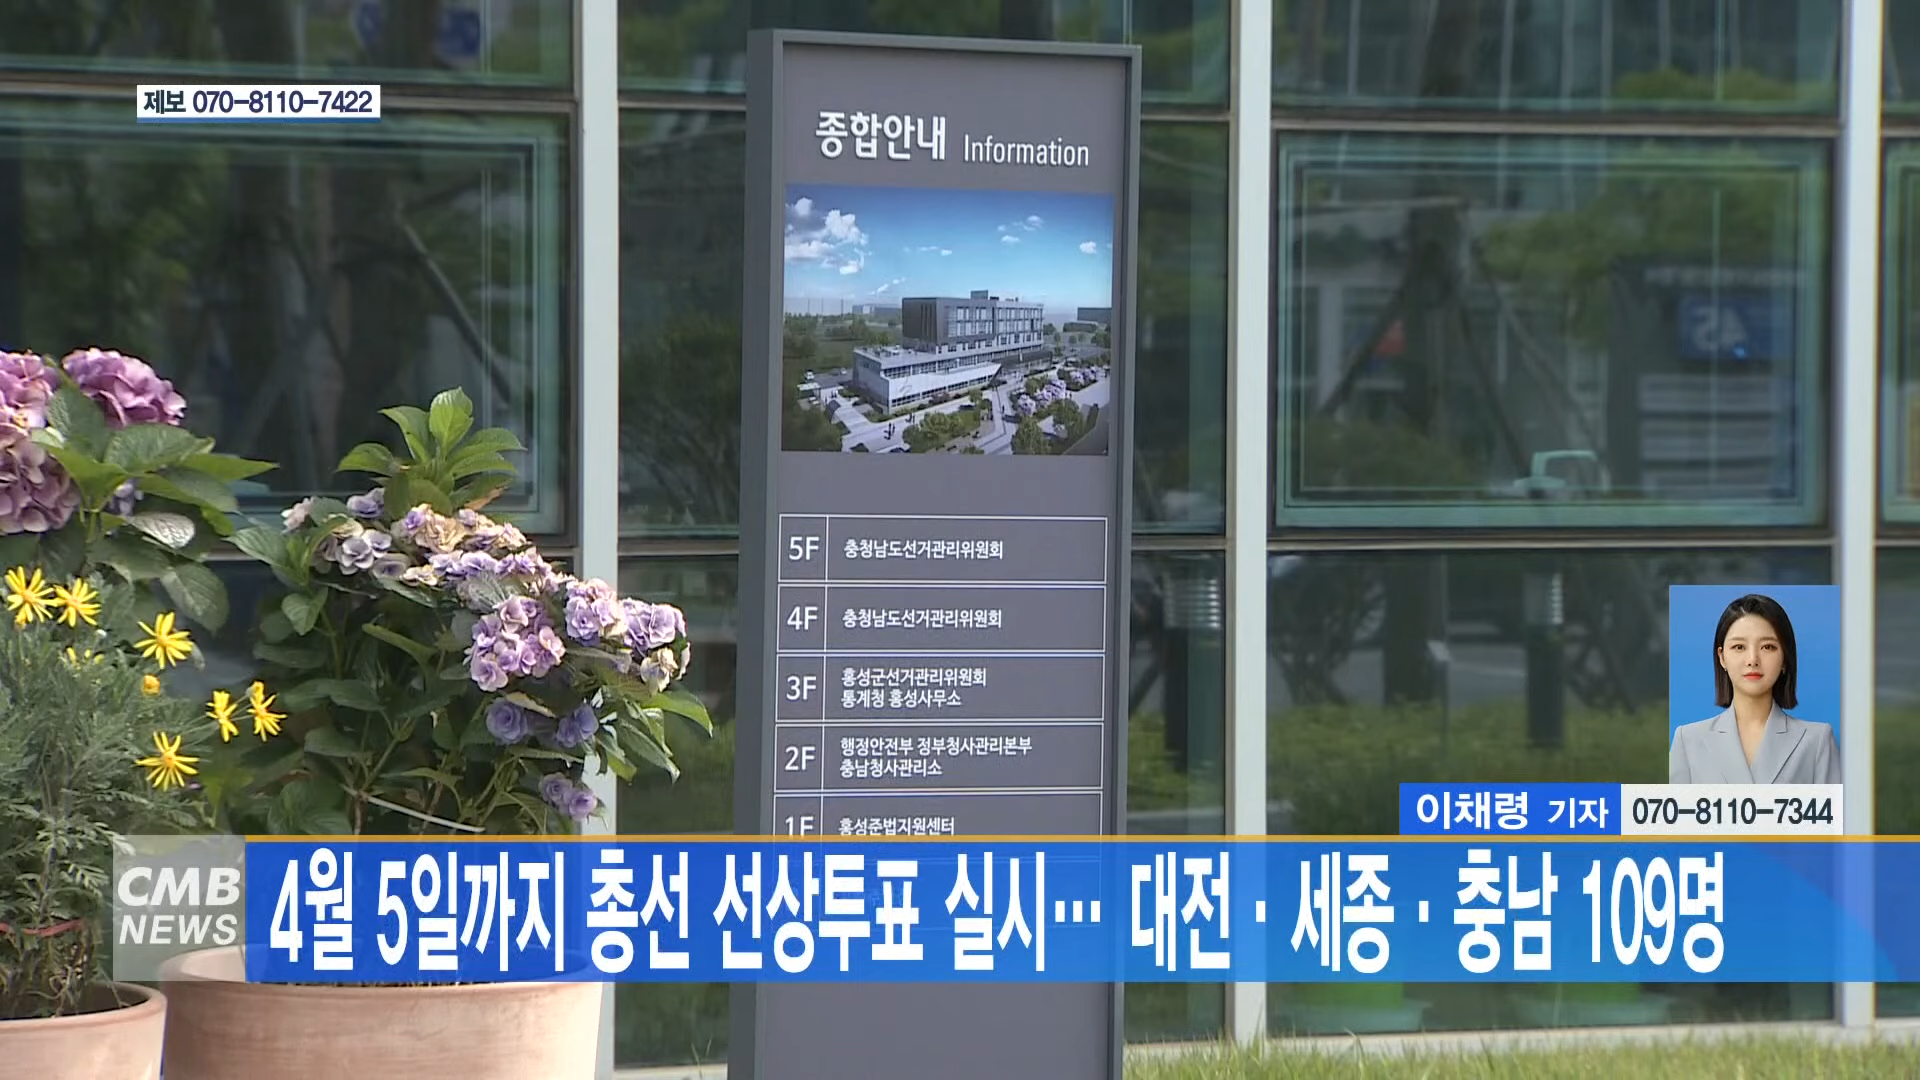 제보 070-8110-7422
종합안내 Information
5F 충청남도선거관리위원회
4F 충청남도선거관리위원회
3F 홍성군선거관리위원회
통계청 홍성사무소
2F 행정안전부 정부청사관리본부
충남청사관리소
1F 홍성준법지원센터
이채령 기자 070-8110-7344
CMB
NEWS
4월 5일까지 총선 선상투표 실시… 대전·세종·충남 109명